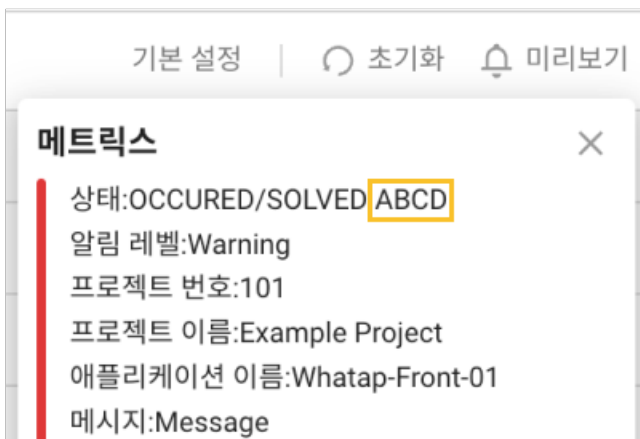 기본 설정 초기화 미리보기
메트릭스
상태:OCCURED/SOLVED ABCD
알림 레벨:Warning
프로젝트 번호:101
프로젝트 이름:Example Project
애플리케이션 이름:Whatap-Front-01
메시지:Message